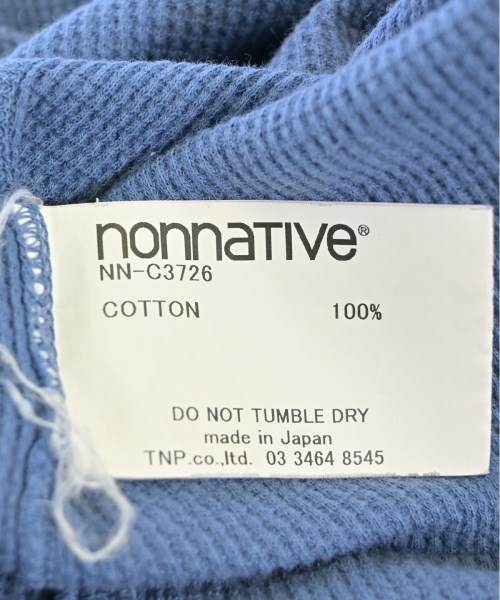 nonnative®
NN-C3726
COTTON 100%
DO NOT TUMBLE DRY
made in Japan
TNP.co.,ltd. 03 3464 8545